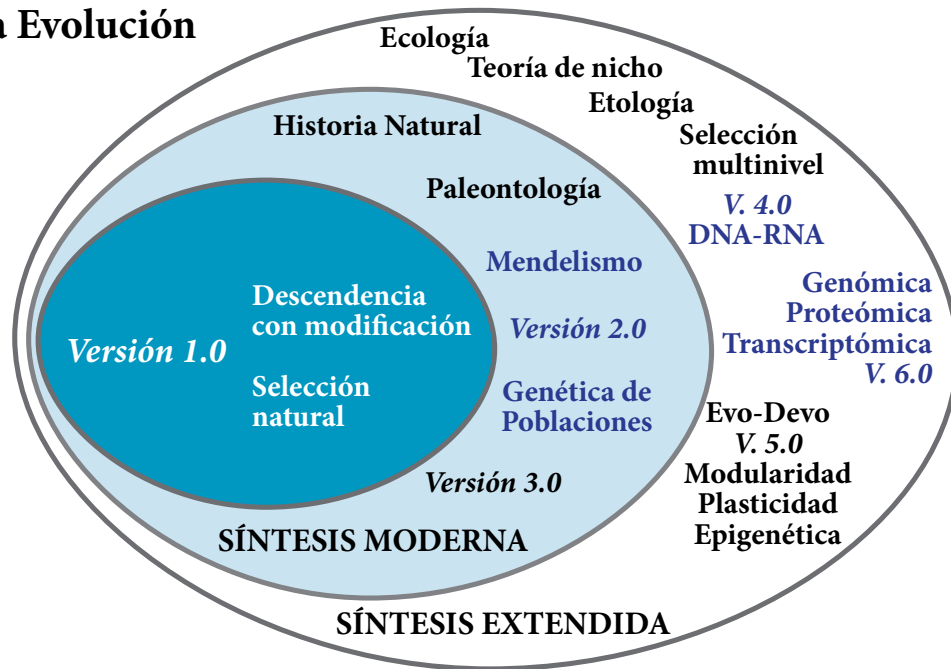 a Evolución
Ecología
Teoría de nicho
Etología
Selección
multinivel
V. 4.0
DNA-RNA
Genómica
Proteómica
Transcriptómica
V. 6.0
Evo-Devo
V. 5.0
Modularidad
Plasticidad
Epigenética
Historia Natural
Paleontología
Mendelismo
Versión 2.0
Genética de
Poblaciones
Versión 3.0
Descendencia
con modificación
Versión 1.0
Selección
natural
SÍNTESIS MODERNA
SÍNTESIS EXTENDIDA